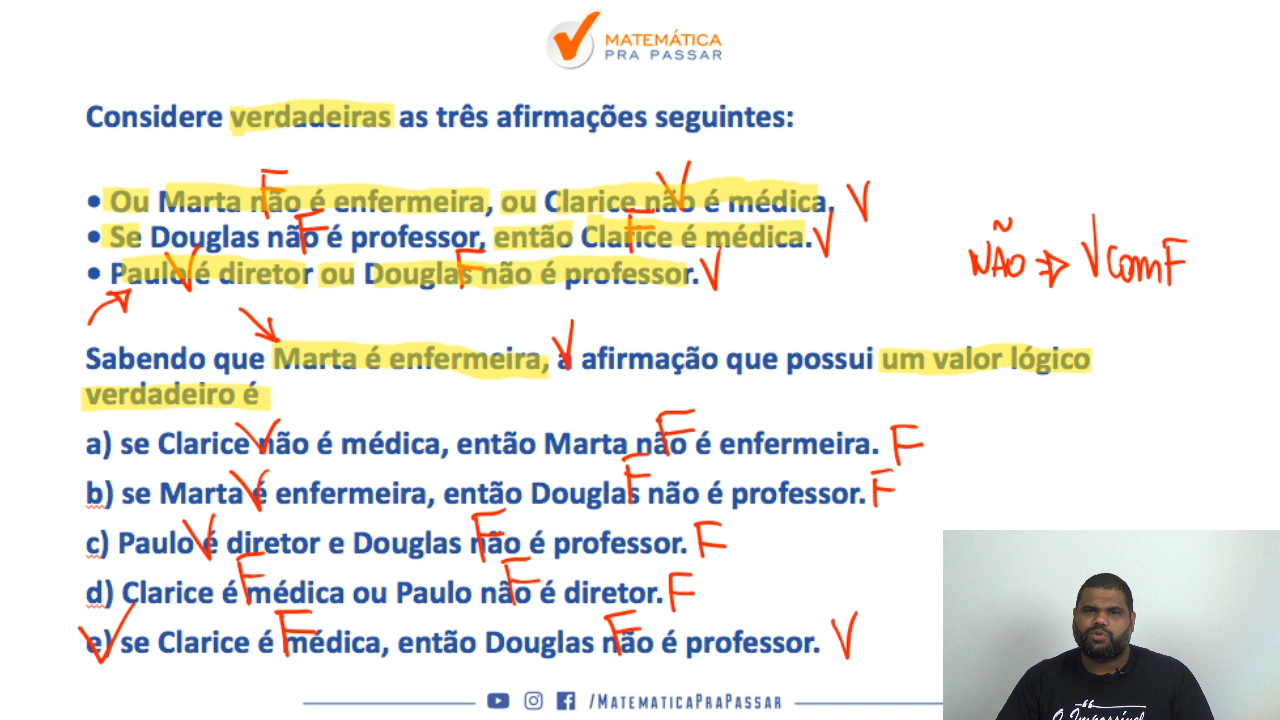 MATEMÁTICA
PRA PASSAR
Considere verdadeiras as três afirmações seguintes:
F V
• Ou Marta não é enfermeira, ou Clarice não é médica. V
F F
• Se Douglas não é professor, então Clarice é médica. V
V F
• Paulo é diretor ou Douglas não é professor. V
NÃO ⇒ V com F
Sabendo que Marta é enfermeira, a afirmação que possui um valor lógico
V
verdadeiro é
V F
a) se Clarice não é médica, então Marta não é enfermeira. F
V F
b) se Marta é enfermeira, então Douglas não é professor. F
V F
c) Paulo é diretor e Douglas não é professor. F
F F
d) Clarice é médica ou Paulo não é diretor. F
F F
e) se Clarice é médica, então Douglas não é professor. V
/MatematicaPraPassar